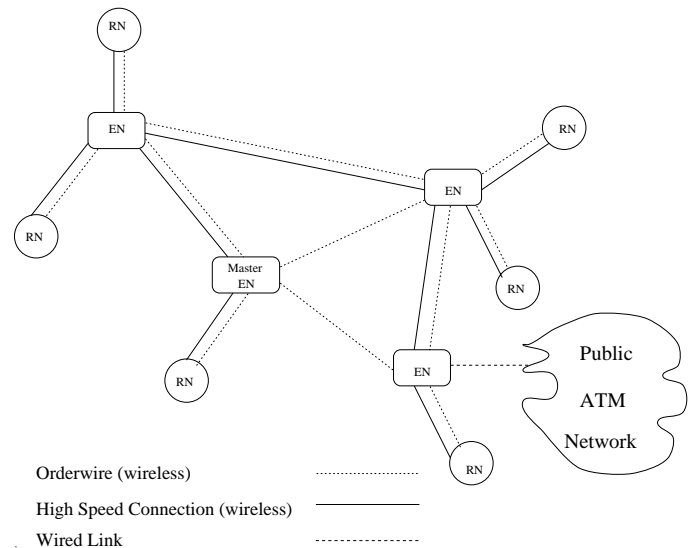 RN
EN
RN
EN
RN
RN
Master
EN
RN
EN
RN
Public
ATM
Network
Orderwire (wireless)
High Speed Connection (wireless)
Wired Link